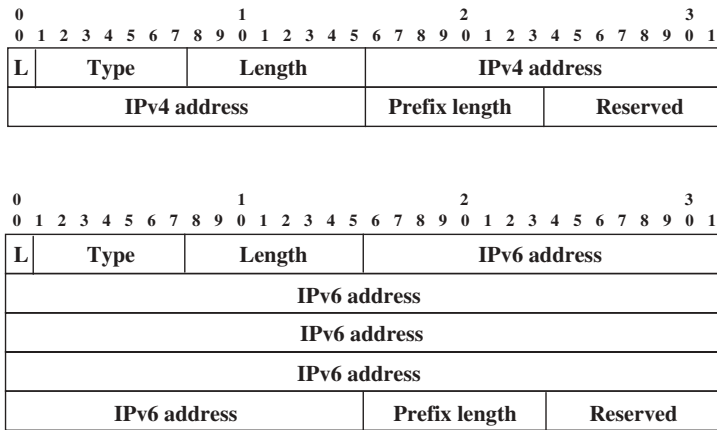 0 1 2 3
0 1 2 3 4 5 6 7 8 9 0 1 2 3 4 5 6 7 8 9 0 1 2 3 4 5 6 7 8 9 0 1
L Type Length IPv4 address
IPv4 address Prefix length Reserved
0 1 2 3
0 1 2 3 4 5 6 7 8 9 0 1 2 3 4 5 6 7 8 9 0 1 2 3 4 5 6 7 8 9 0 1
L Type Length IPv6 address
IPv6 address
IPv6 address
IPv6 address
IPv6 address Prefix length Reserved